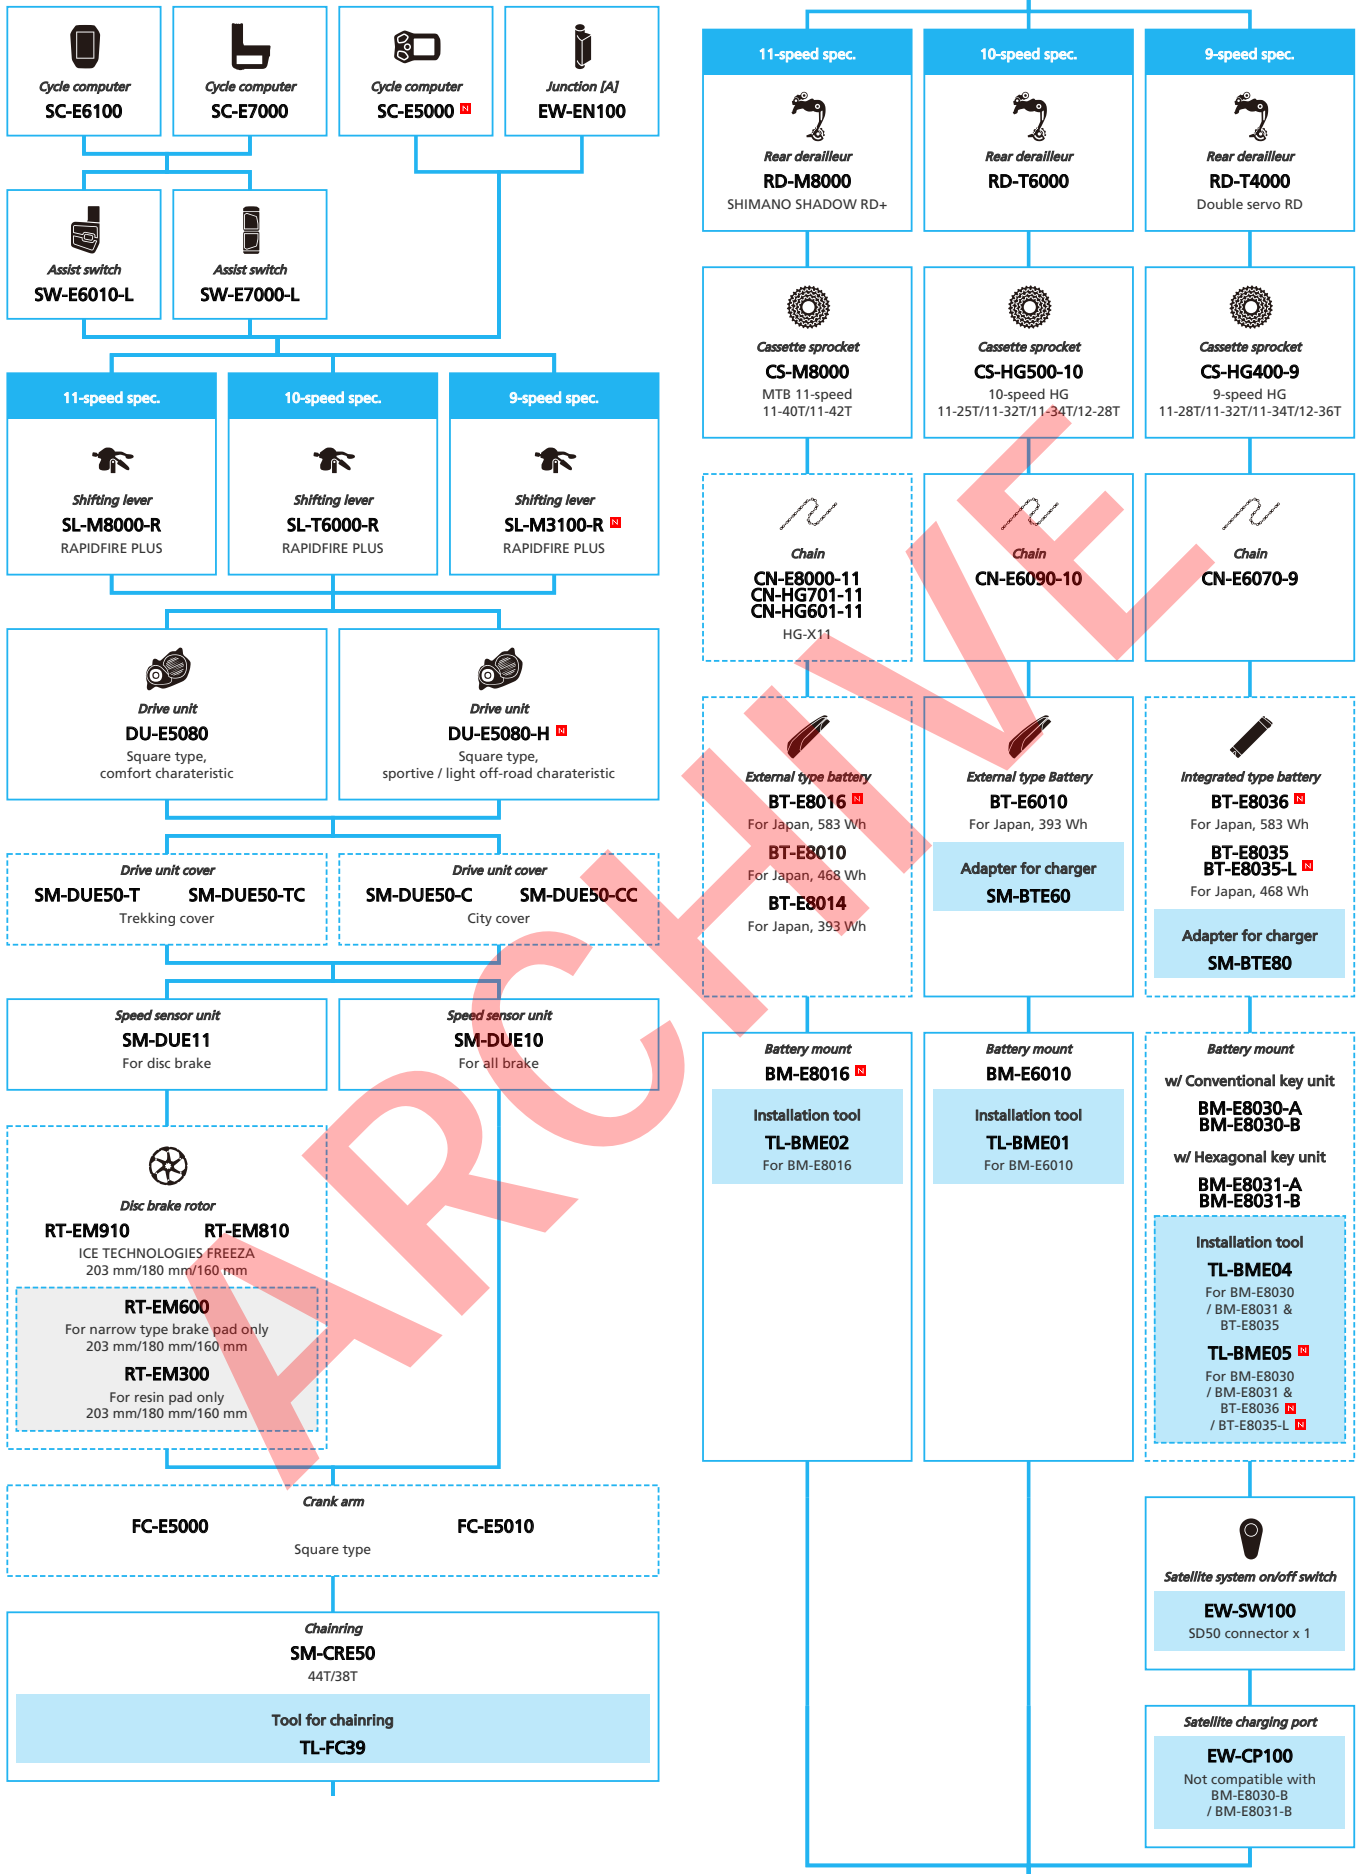 Cycle computer
SC-E6100
Cycle computer
SC-E7000
Cycle computer
SC-E5000 N
Junction [A]
EW-EN100
Assist switch
SW-E6010-L
Assist switch
SW-E7000-L
11-speed spec.
Shifting lever
SL-M8000-R
RAPIDFIRE PLUS
10-speed spec.
Shifting lever
SL-T6000-R
RAPIDFIRE PLUS
9-speed spec.
Shifting lever
SL-M3100-R N
RAPIDFIRE PLUS
Drive unit
DU-E5080
Square type,
comfort charateristic
Drive unit
DU-E5080-H N
Square type,
sportive / light off-road charateristic
Drive unit cover
SM-DUE50-T SM-DUE50-TC
Trekking cover
Drive unit cover
SM-DUE50-C SM-DUE50-CC
City cover
Speed sensor unit
SM-DUE11
For disc brake
Speed sensor unit
SM-DUE10
For all brake
Disc brake rotor
RT-EM910 RT-EM810
ICE TECHNOLOGIES FREEZA
203 mm/180 mm/160 mm
RT-EM600
For narrow type brake pad only
203 mm/180 mm/160 mm
RT-EM300
For resin pad only
203 mm/180 mm/160 mm
Crank arm
FC-E5000 FC-E5010
Square type
Chainring
SM-CRE50
44T/38T
Tool for chainring
TL-FC39
11-speed spec.
Rear derailleur
RD-M8000
SHIMANO SHADOW RD+
10-speed spec.
Rear derailleur
RD-T6000
9-speed spec.
Rear derailleur
RD-T4000
Double servo RD
Cassette sprocket
CS-M8000
MTB 11-speed
11-40T/11-42T
Cassette sprocket
CS-HG500-10
10-speed HG
11-25T/11-32T/11-34T/12-28T
Cassette sprocket
CS-HG400-9
9-speed HG
11-28T/11-32T/11-34T/12-36T
Chain
CN-E8000-11
CN-HG701-11
CN-HG601-11
HG-X11
Chain
CN-E6090-10
Chain
CN-E6070-9
External type battery
BT-E8016 N
For Japan, 583 Wh
BT-E8010
For Japan, 468 Wh
BT-E8014
For Japan, 393 Wh
External type Battery
BT-E6010
For Japan, 393 Wh
Adapter for charger
SM-BTE60
Integrated type battery
BT-E8036 N
For Japan, 583 Wh
BT-E8035
BT-E8035-L N
For Japan, 468 Wh
Adapter for charger
SM-BTE80
Battery mount
BM-E8016 N
Installation tool
TL-BME02
For BM-E8016
Battery mount
BM-E6010
Installation tool
TL-BME01
For BM-E6010
Battery mount
w/ Conventional key unit
BM-E8030-A
BM-E8030-B
w/ Hexagonal key unit
BM-E8031-A
BM-E8031-B
Installation tool
TL-BME04
For BM-E8030
/ BM-E8031 &
BT-E8035
TL-BME05 N
For BM-E8030
/ BM-E8031 &
BT-E8036 N
/ BT-E8035-L N
Satellite system on/off switch
EW-SW100
SD50 connector x 1
Satellite charging port
EW-CP100
Not compatible with
BM-E8030-B
/ BM-E8031-B
ARCHIVE